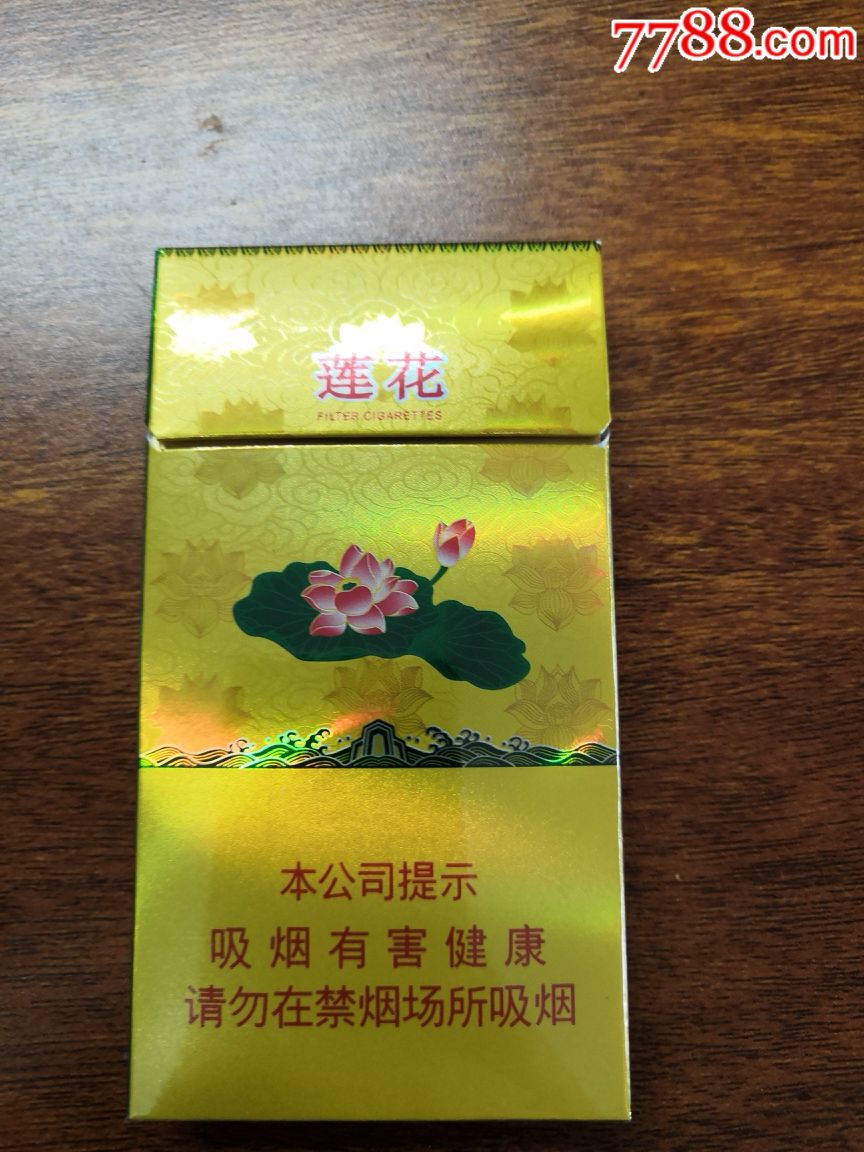 7788.com
莲花
FILTER CIGARETTES
本公司提示
吸烟有害健康
请勿在禁烟场所吸烟